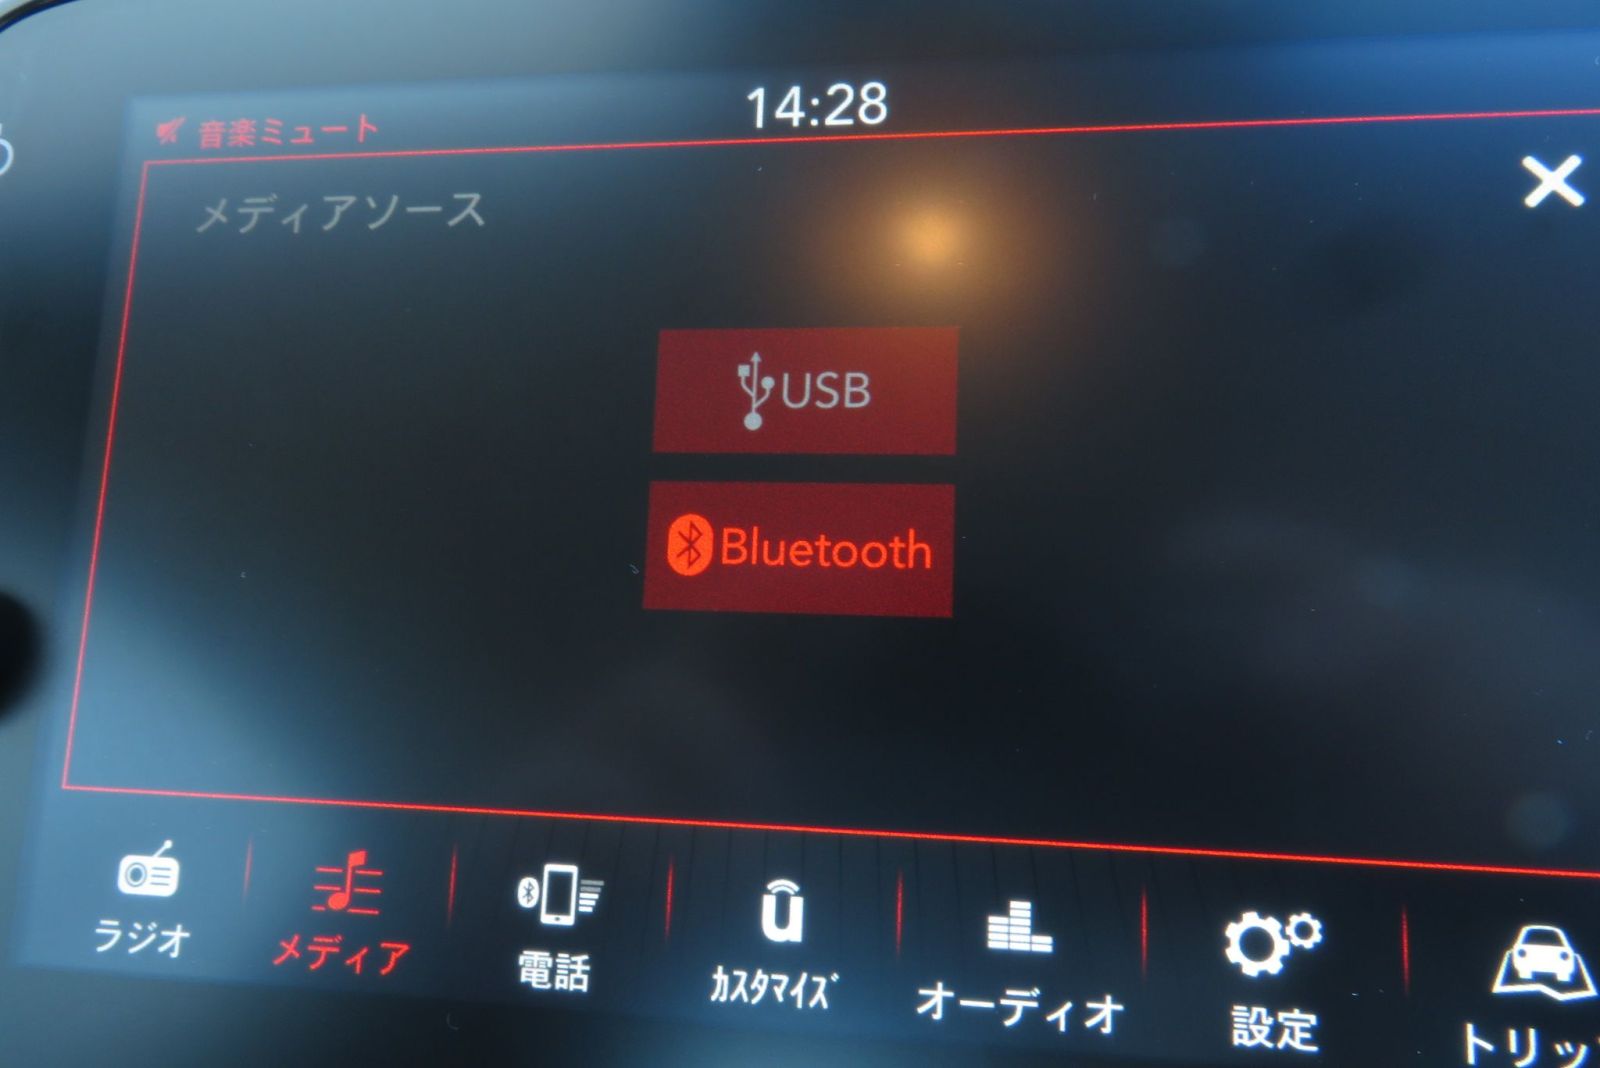 14:28
音楽ミュート
メディアソース
USB
Bluetooth
ラジオ
メディア
電話
ｶｽﾀﾏｲｽﾞ
オーディオ
設定
トリッ